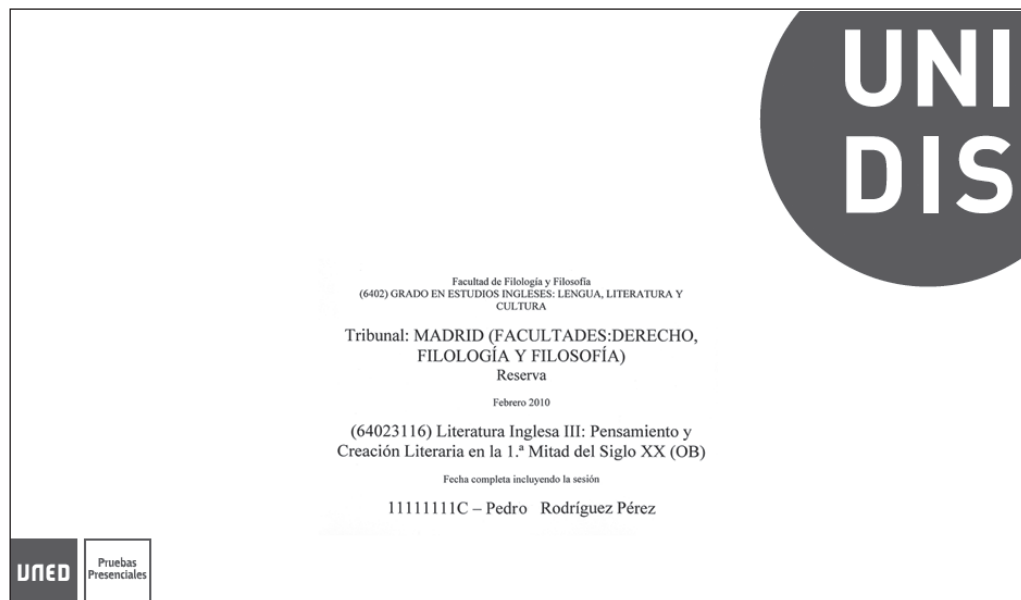 UNI
DIS
Facultad de Filología y Filosofía
(6402) GRADO EN ESTUDIOS INGLESES: LENGUA, LITERATURA Y
CULTURA
Tribunal: MADRID (FACULTADES:DERECHO,
FILOLOGÍA Y FILOSOFÍA)
Reserva
Febrero 2010
(64023116) Literatura Inglesa III: Pensamiento y
Creación Literaria en la 1.ª Mitad del Siglo XX (OB)
Fecha completa incluyendo la sesión
11111111C – Pedro Rodríguez Pérez
UNED
Pruebas
Presenciales